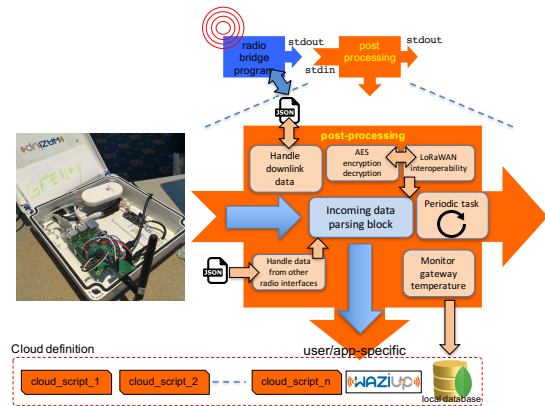 radio
bridge
program
stdout
stdin
post
processing
stdout
JSON
WAZIUP
GATEWAY
post-processing
Handle
downlink
data
AES
encryption
decryption
LoRaWAN
interoperability
Incoming data
parsing block
Periodic task
JSON
Handle data
from other
radio interfaces
Monitor
gateway
temperature
Cloud definition
user/app-specific
cloud_script_1
cloud_script_2
cloud_script_n
WAZIUP
local database